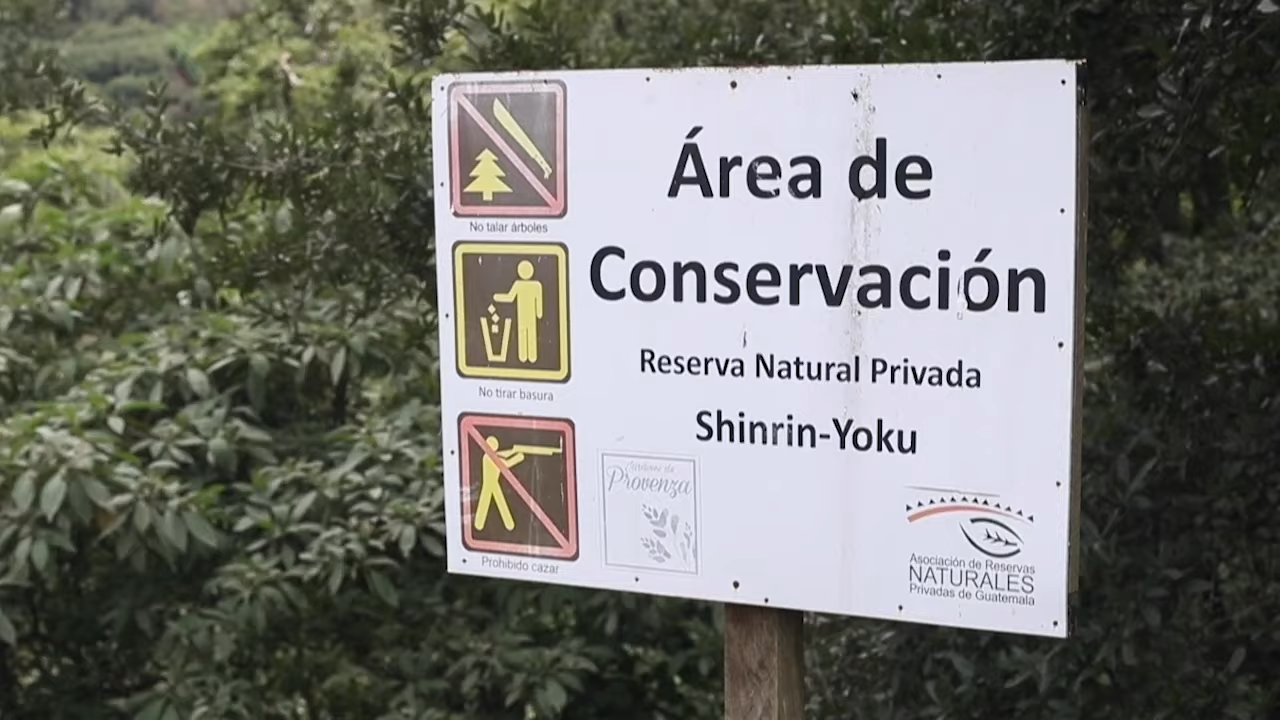 Área de
Conservación
Reserva Natural Privada
Shinrin-Yoku
No talar árboles
No tirar basura
Prohibido cazar
Provenza
Asociación de Reservas
NATURALES
Privadas de Guatemala